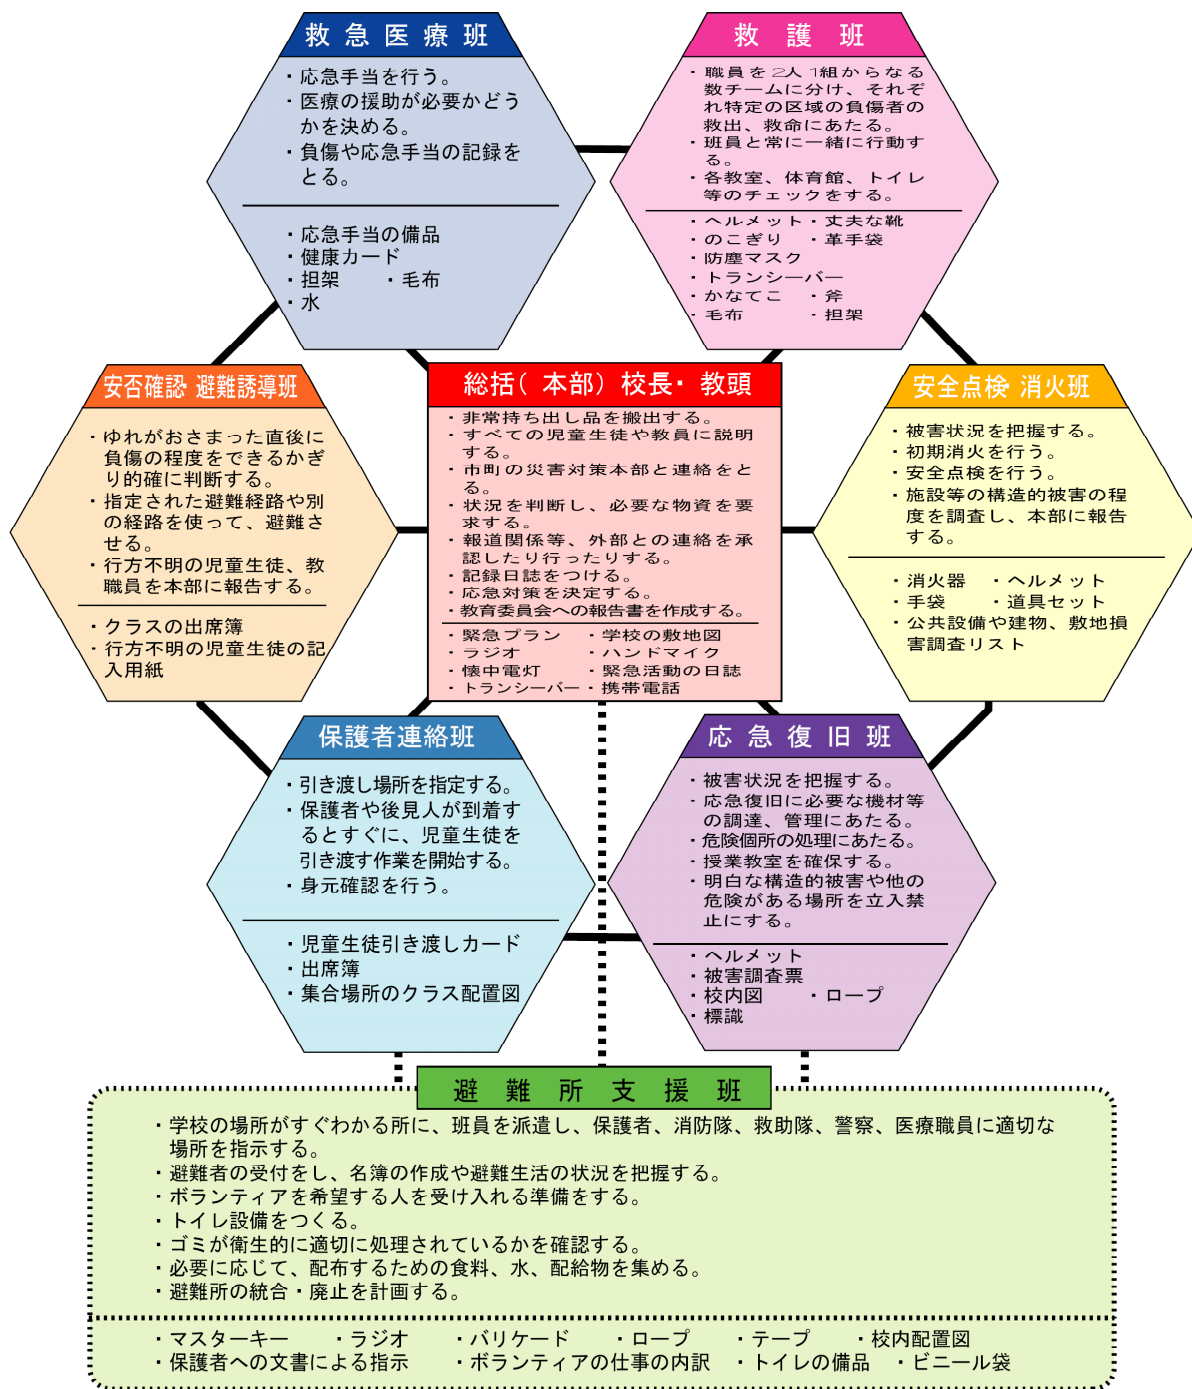 救急医療班
・応急手当を行う。
・医療の援助が必要かどう
かを決める。
・負傷や応急手当の記録を
とる。
・応急手当の備品
・健康カード
・担架　・毛布
・水
救護班
・職員を2人1組からなる
数チームに分け、それぞ
れ特定の区域の負傷者の
救出、救命にあたる。
・班員と常に一緒に行動す
る。
・各教室、体育館、トイレ
等のチェックをする。
・ヘルメット・丈夫な靴
・のこぎり　・革手袋
・防塵マスク
・トランシーバー
・かなてこ　・斧
・毛布　・担架
安否確認・避難誘導班
・ゆれがおさまった直後に
負傷の程度をできるかぎ
り的確に判断する。
・指定された避難経路や別
の経路を使って、避難さ
せる。
・行方不明の児童生徒、教
職員を本部に報告する。
・クラスの出席簿
・行方不明の児童生徒の記
入用紙
総括(本部)校長・教頭
・非常持ち出し品を搬出する。
・すべての児童生徒や教員に説明
する。
・市町の災害対策本部と連絡をと
る。
・状況を判断し、必要な物資を要
求する。
・報道関係等、外部との連絡を承
認したり行ったりする。
・記録日誌をつける。
・応急対策を決定する。
・教育委員会への報告書を作成する。
・緊急プラン　・学校の敷地図
・ラジオ　・ハンドマイク
・懐中電灯　・緊急活動の日誌
・トランシーバー・携帯電話
安全点検・消火班
・被害状況を把握する。
・初期消火を行う。
・安全点検を行う。
・施設等の構造的被害の程
度を調査し、本部に報告
する。
・消火器　・ヘルメット
・手袋　・道具セット
・公共設備や建物、敷地損
害調査リスト
保護者連絡班
・引き渡し場所を指定する。
・保護者や後見人が到着す
るとすぐに、児童生徒を
引き渡す作業を開始する。
・身元確認を行う。
・児童生徒引き渡しカード
・出席簿
・集合場所のクラス配置図
応急復旧班
・被害状況を把握する。
・応急復旧に必要な機材等
の調達、管理にあたる。
・危険個所の処理にあたる。
・授業教室を確保する。
・明白な構造的被害や他の
危険がある場所を立入禁
止にする。
・ヘルメット
・被害調査票
・校内図　・ロープ
・標識
避難所支援班
・学校の場所がすぐわかる所に、班員を派遣し、保護者、消防隊、救助隊、警察、医療職員に適切な
場所を指示する。
・避難者の受付をし、名簿の作成や避難生活の状況を把握する。
・ボランティアを希望する人を受け入れる準備をする。
・トイレ設備をつくる。
・ゴミが衛生的に適切に処理されているかを確認する。
・必要に応じて、配布するための食料、水、配給物を集める。
・避難所の統合・廃止を計画する。
・マスターキー　・ラジオ　・バリケード　・ロープ　・テープ　・校内配置図
・保護者への文書による指示　・ボランティアの仕事の内訳　・トイレの備品　・ビニール袋